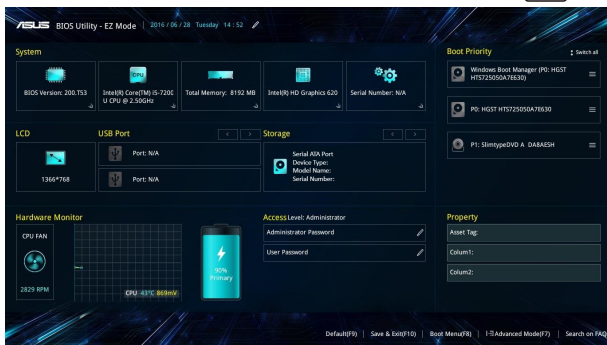 ASUS BIOS Utility - EZ Mode 2016 / 06 / 28 Tuesday 14 : 52
System
BIOS Version: 200.T53
CPU
Intel(R) Core(TM) i5-7200
U CPU @ 2.50GHz
Total Memory: 8192 MB
Intel(R) HD Graphics 620
Serial Number: N/A
Boot Priority
Switch all
Windows Boot Manager (P0: HGST
HTS725050A7E630)
P0: HGST HTS725050A7E630
P1: SlimtypeDVD A DA8AESH
LCD
1366*768
USB Port
Port: N/A
Port: N/A
Storage
Serial ATA Port
Device Type:
Model Name:
Serial Number:
Hardware Monitor
CPU FAN
2829 RPM
CPU 43°C 869mV
90%
Primary
Access Level: Administrator
Administrator Password
User Password
Property
Asset Tag:
Colum1:
Colum2:
Default(F9) | Save & Exit(F10) | Boot Menu(F8) | Advanced Mode(F7) | Search on FAQ